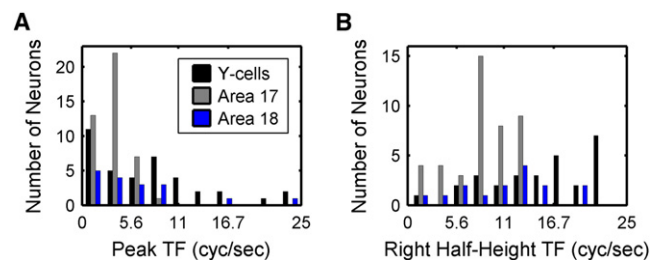 A
Number of Neurons
20
15
10
5
0
Y-cells
Area 17
Area 18
0 5.6 11 16.7 25
Peak TF (cyc/sec)
B
Number of Neurons
15
10
5
0
0 5.6 11 16.7 25
Right Half-Height TF (cyc/sec)